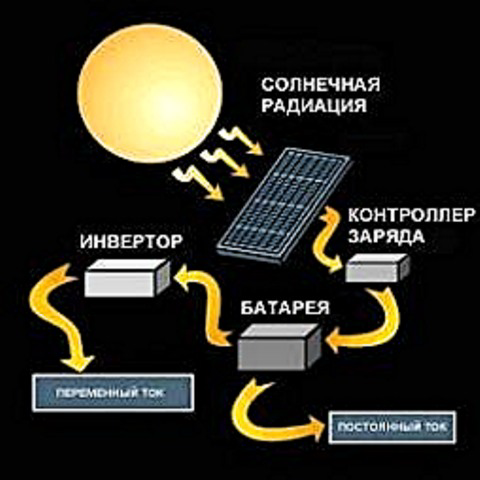 СОЛНЕЧНАЯ
РАДИАЦИЯ
КОНТРОЛЛЕР
ЗАРЯДА
ИНВЕРТОР
БАТАРЕЯ
ПЕРЕМЕННЫЙ ТОК
ПОСТОЯННЫЙ ТОК